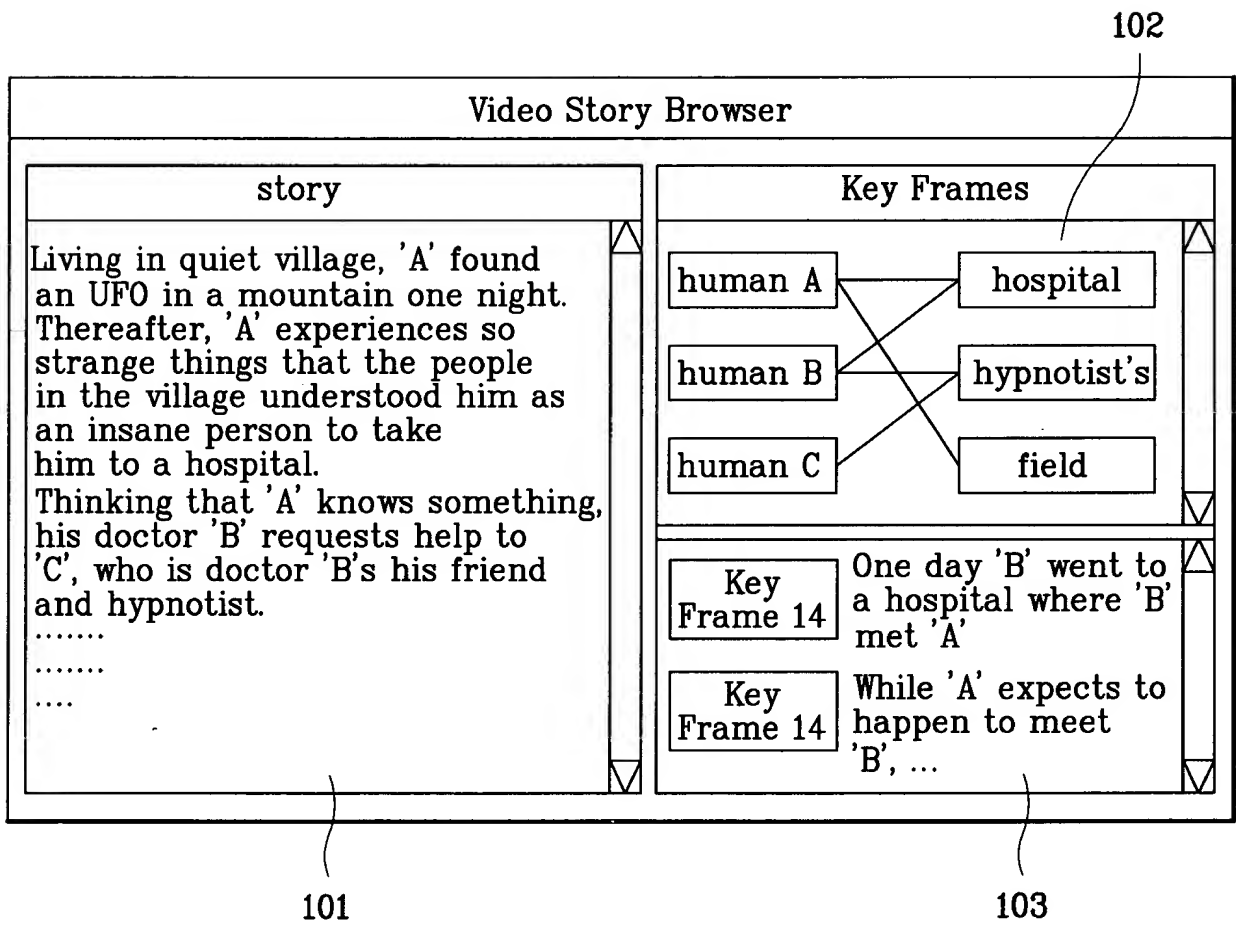 102
Video Story Browser
story
Living in quiet village, 'A' found
an UFO in a mountain one night.
Thereafter, 'A' experiences so
strange things that the people
in the village understood him as
an insane person to take
him to a hospital.
Thinking that 'A' knows something,
his doctor 'B' requests help to
'C', who is doctor 'B's his friend
and hypnotist.
.......
.......
....
Key Frames
human A
hospital
human B
hypnotist's
human C
field
Key
Frame 14
One day 'B' went to
a hospital where 'B'
met 'A'
Key
Frame 14
While 'A' expects to
happen to meet
'B', ...
101
103